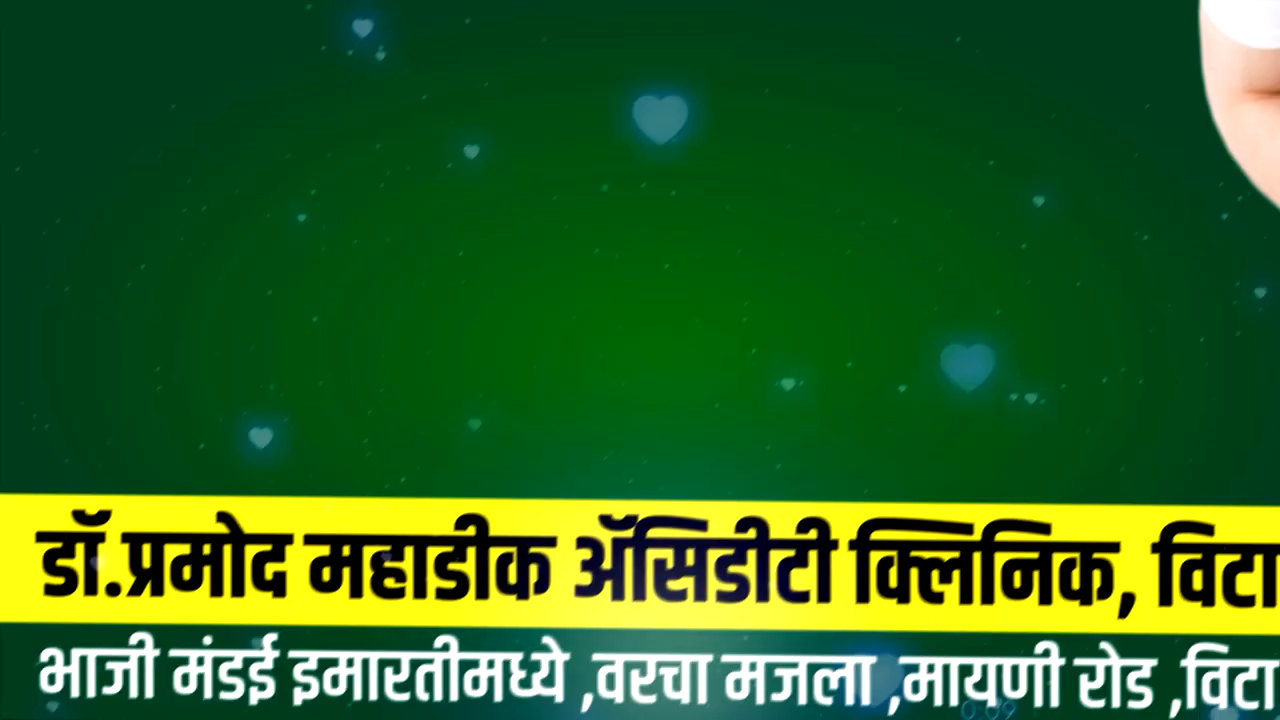 डॉ.प्रमोद महाडीक ॲसिडीटी क्लिनिक, विटा
भाजी मंडई इमारतीमध्ये ,वरचा मजला ,मायणी रोड ,विटा